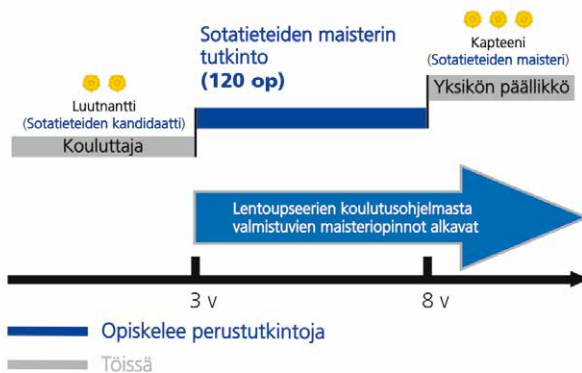 Sotatieteiden maisterin
tutkinto
(120 op)
Kapteeni
(Sotatieteiden maisteri)
Yksikön päällikkö
Luutnantti
(Sotatieteiden kandidaatti)
Kouluttaja
Lentoupseerien koulutusohjelmasta
valmistuvien maisteriopinnot alkavat
3 v
8 v
Opiskelee perustutkintoja
Töissä